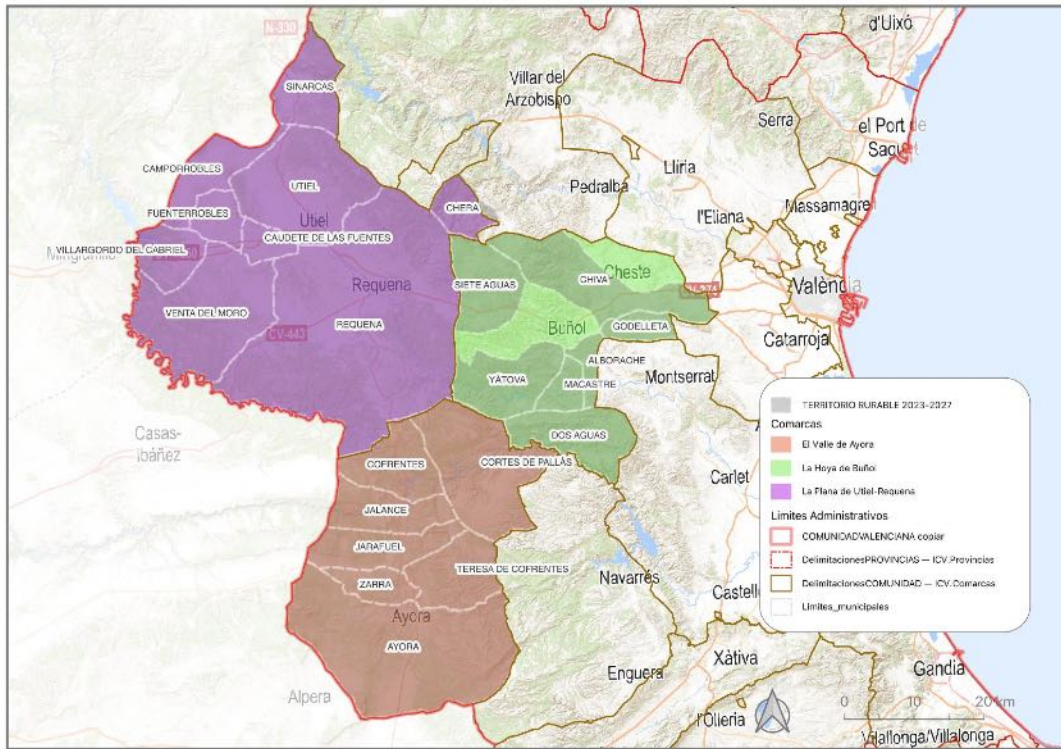 N-330
d'Uixó
SINARCAS
Villar del
Arzobispo
Serra
el Port de
Sagunt
CAMPORROBLES
Llíria
UTIEL
Pedralba
FUENTERROBLES
CHERA
l'Eliana
Massamagrell
Utiel
CAUDETE DE LAS FUENTES
VILLARGORDO DEL CABRIEL
Cheste
CHIVA
SIETE AGUAS
Requena
València
VENTA DEL MORO
REQUENA
CV-443
Buñol
GODELLETA
Catarroja
ALBORACHE
YÁTOVA
MACASTRE
Montserrat
Casas-
Ibáñez
DOS AGUAS
COFRENTES
CORTES DE PALLÁS
Carlet
JALANCE
JARAFUEL
TERESA DE COFRENTES
ZARRA
Navarrés
Ayora
AYORA
Enguera
Xàtiva
Gandia
Alpera
l'Olleria
Vilallonga/Villalonga
TERRITORIO RURABLE 2023-2027
Comarcas
El Valle de Ayora
La Hoya de Buñol
La Plana de Utiel-Requena
Limites Administrativos
COMUNIDADVALENCIANA copiar
DelimitacionesPROVINCIAS — ICV.Provincias
DelimitacionesCOMUNIDAD — ICV.Comarcas
Limites_municipales
0 10 20 km